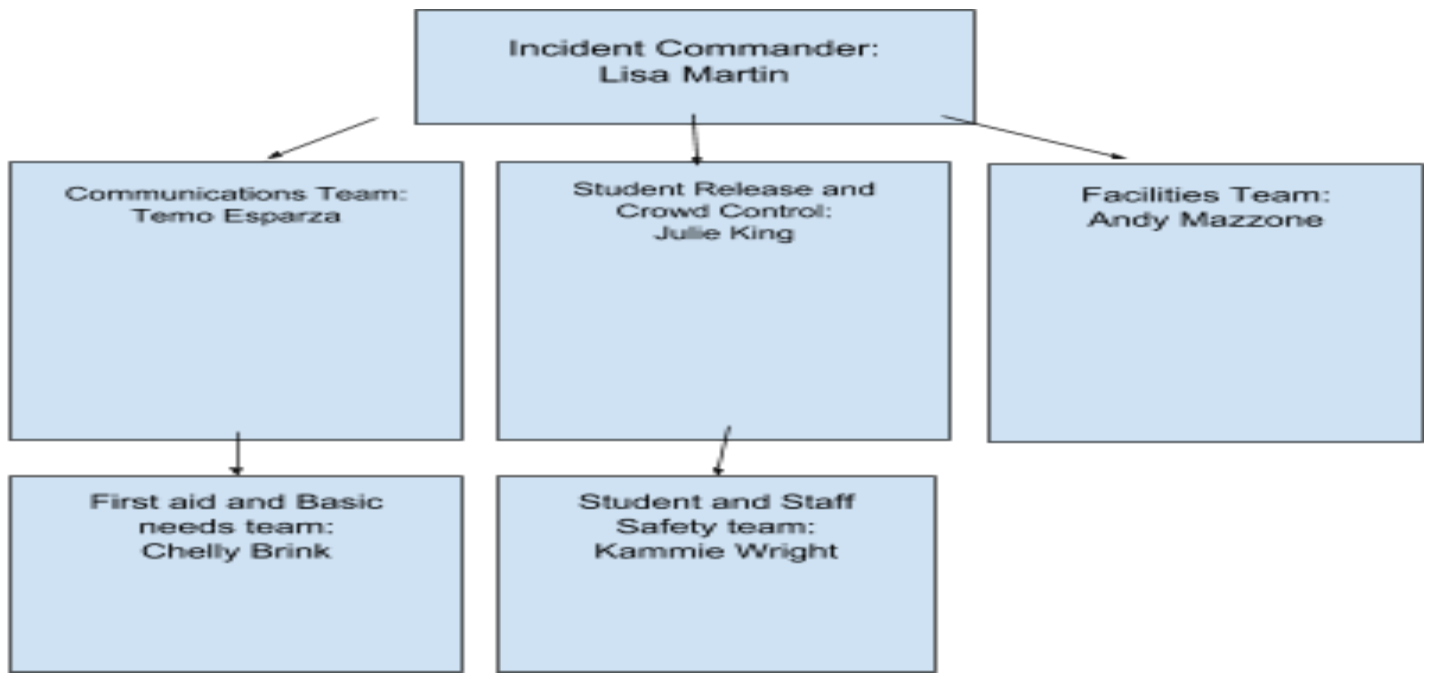 Incident Commander:
Lisa Martin
Communications Team:
Temo Esparza
Student Release and
Crowd Control:
Julie King
Facilities Team:
Andy Mazzone
First aid and Basic
needs team:
Chelly Brink
Student and Staff
Safety team:
Kammie Wright